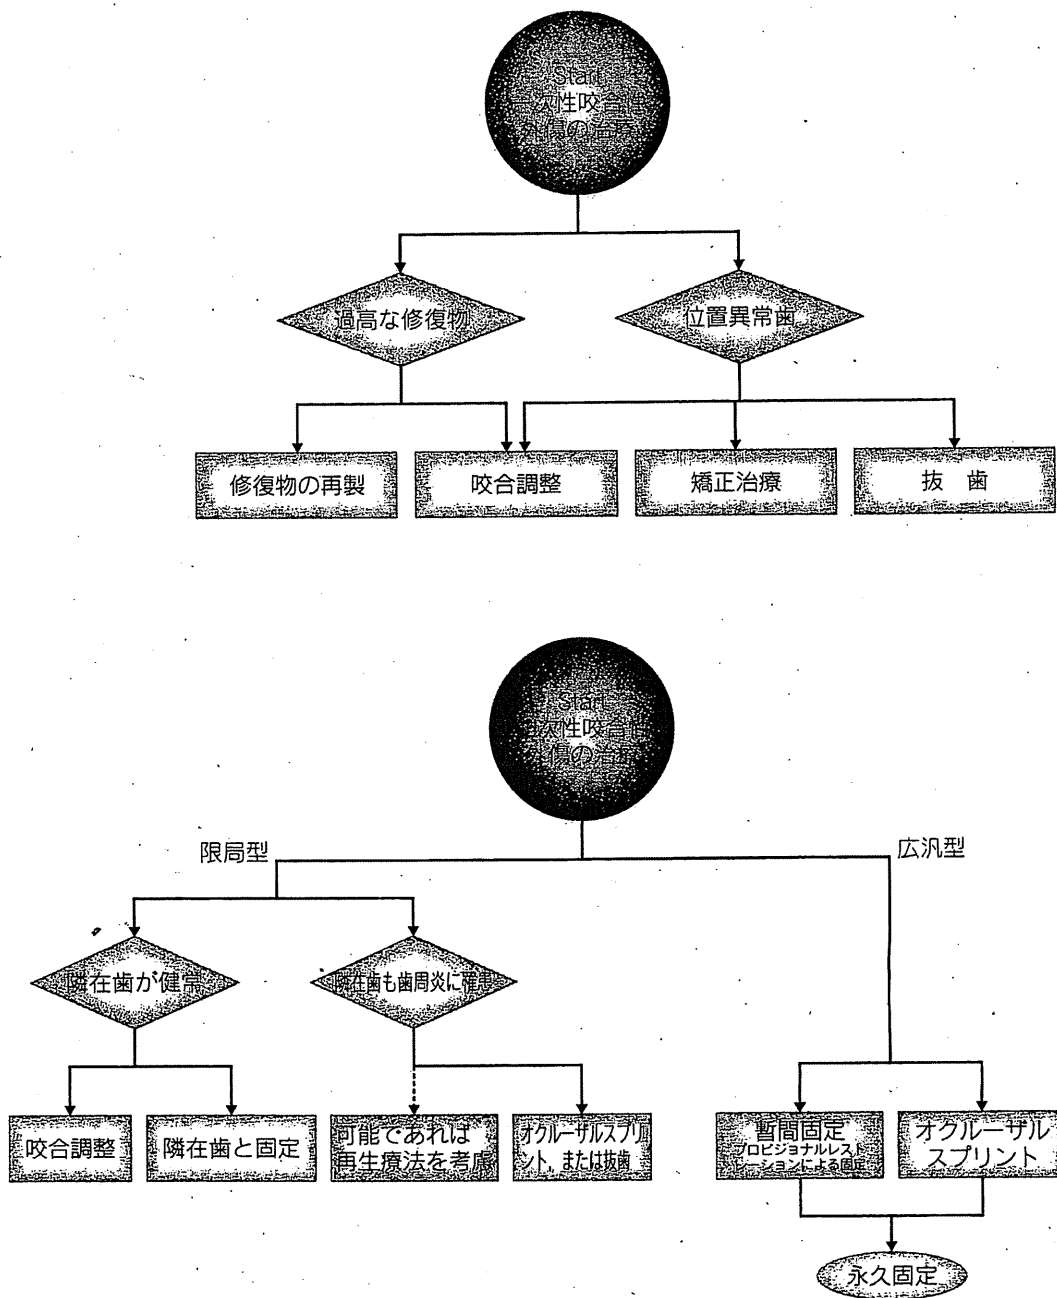 Start
一次性咬合性
外傷の治療
過高な修復物
位置異常歯
修復物の再製
咬合調整
矯正治療
抜 歯
Start
二次性咬合性
外傷の治療
限局型
広汎型
隣在歯が健常
隣在歯も歯周炎に罹患
咬合調整
隣在歯と固定
可能であれば
再生療法を考慮
オクルーザルスプリ
ント，または抜歯
暫間固定
プロビジョナルレスト
レーションによる固定
オクルーザル
スプリント
永久固定